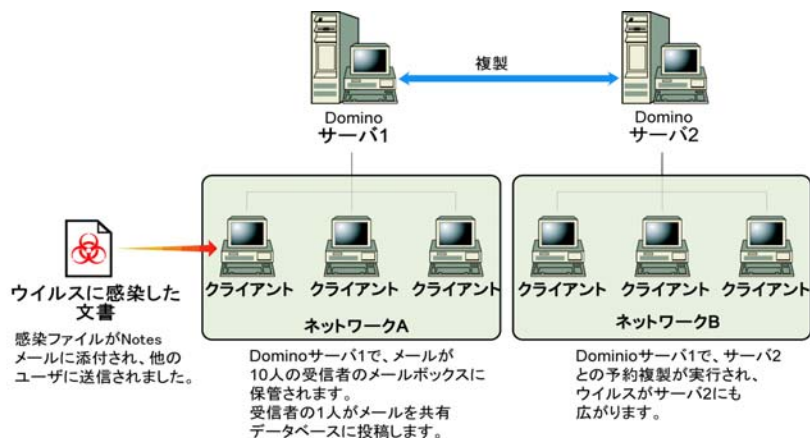 複製
Domino
サーバ1
Domino
サーバ2
クライアント
クライアント
クライアント
クライアント
クライアント
クライアント
ネットワークA
ネットワークB
ウイルスに感染した
文書
感染ファイルがNotes
メールに添付され、他の
ユーザに送信されました。
Dominoサーバ1で、メールが
10人の受信者のメールボックスに
保管されます。
受信者の1人がメールを共有
データベースに投稿します。
Dominioサーバ1で、サーバ2
との予約複製が実行され、
ウイルスがサーバ2にも
広がります。